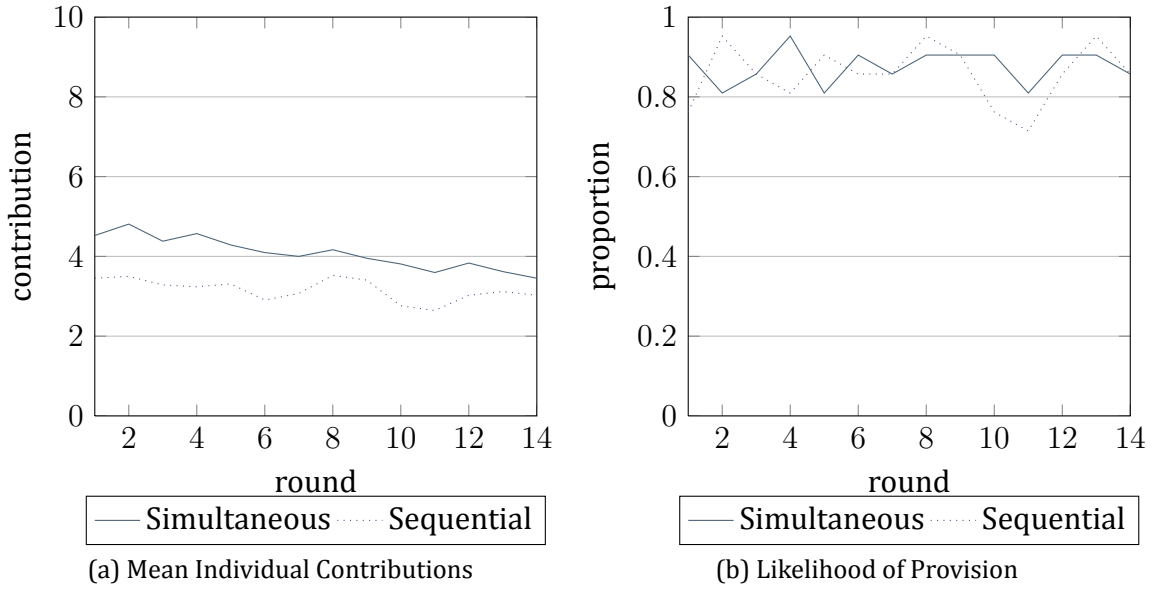 10
8
6
4
2
0
2 4 6 8 10 12 14
contribution
round
Simultaneous Sequential
(a) Mean Individual Contributions
1
0.8
0.6
0.4
0.2
0
2 4 6 8 10 12 14
proportion
round
Simultaneous Sequential
(b) Likelihood of Provision